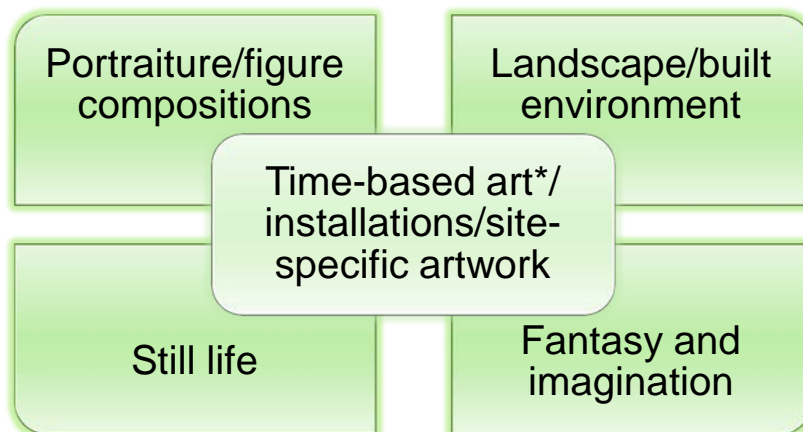 Portraiture/figure
compositions
Landscape/built
environment
Time-based art*/
installations/site-
specific artwork
Still life
Fantasy and
imagination